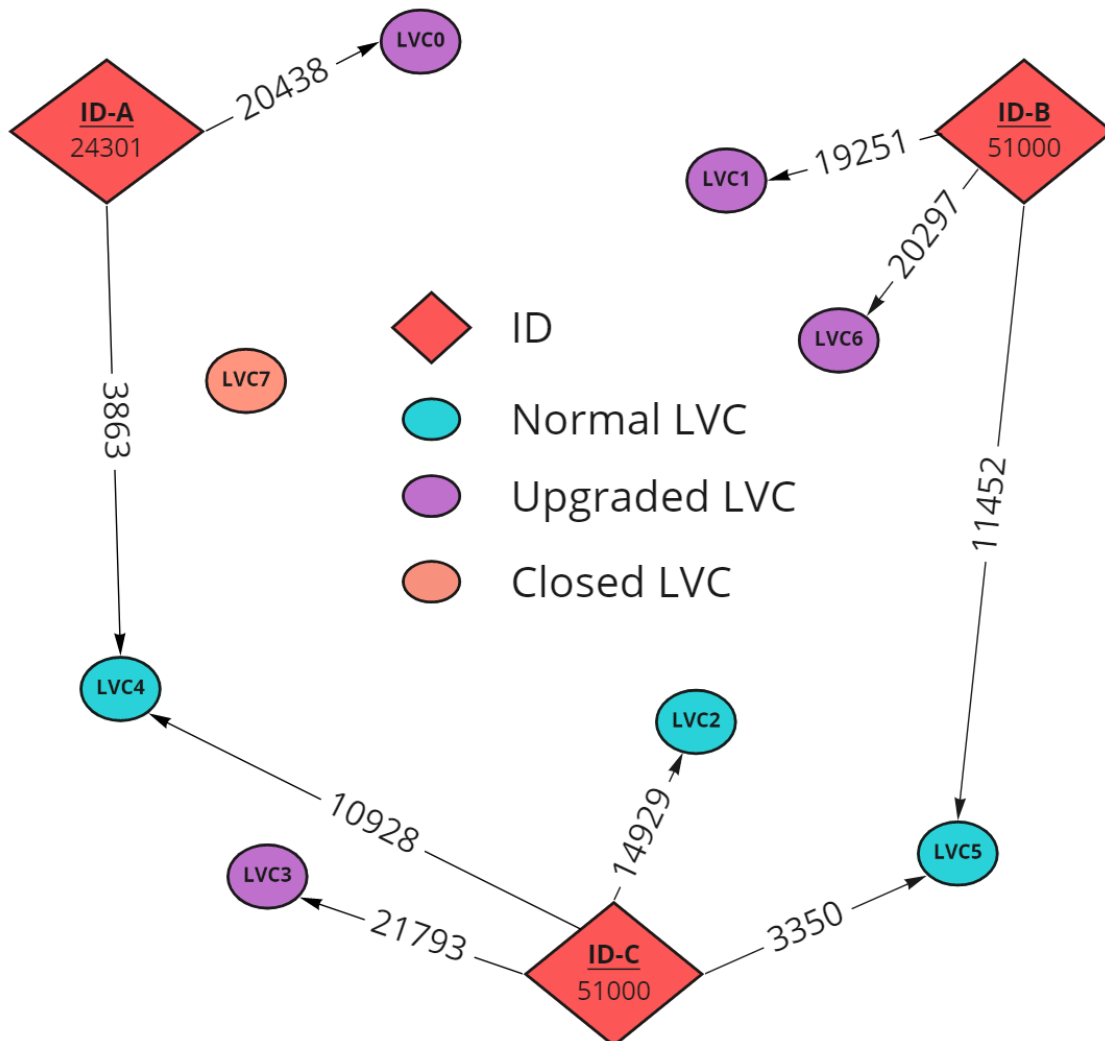 LVC0
20438
ID-A
24301
ID-B
51000
19251
LVC1
20297
LVC6
ID
LVC7
3863
Normal LVC
11452
Upgraded LVC
Closed LVC
LVC4
LVC2
10928
14929
LVC5
LVC3
21793
3350
ID-C
51000